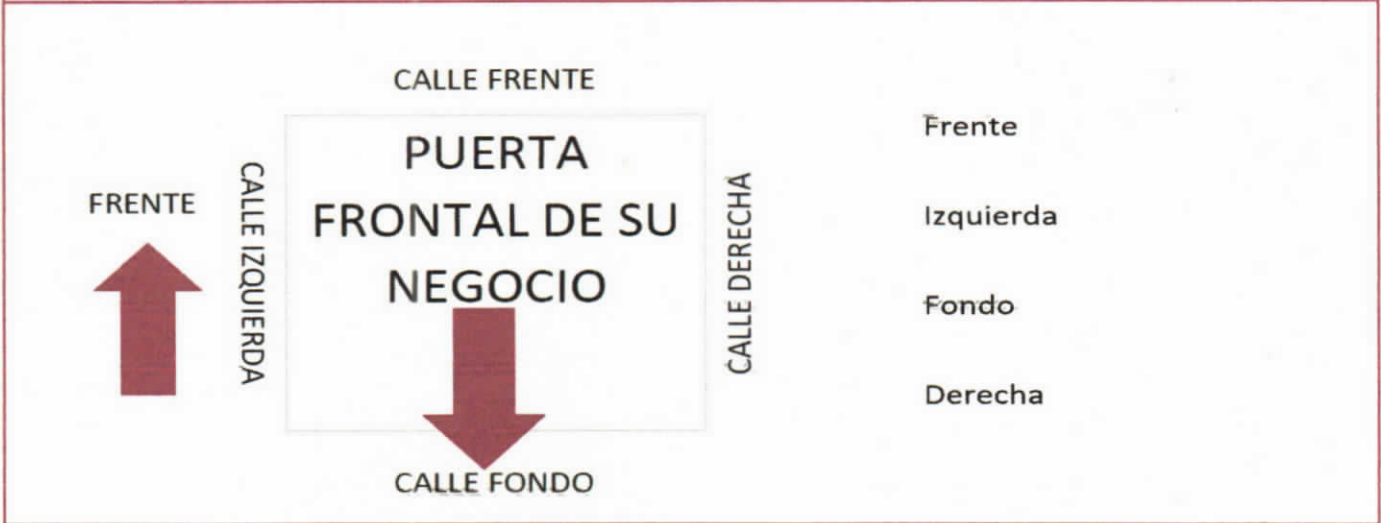 CALLE FRENTE
PUERTA
FRONTAL DE SU
NEGOCIO
FRENTE
CALLE IZQUIERDA
CALLE DERECHA
CALLE FONDO
Frente
Izquierda
Fondo
Derecha